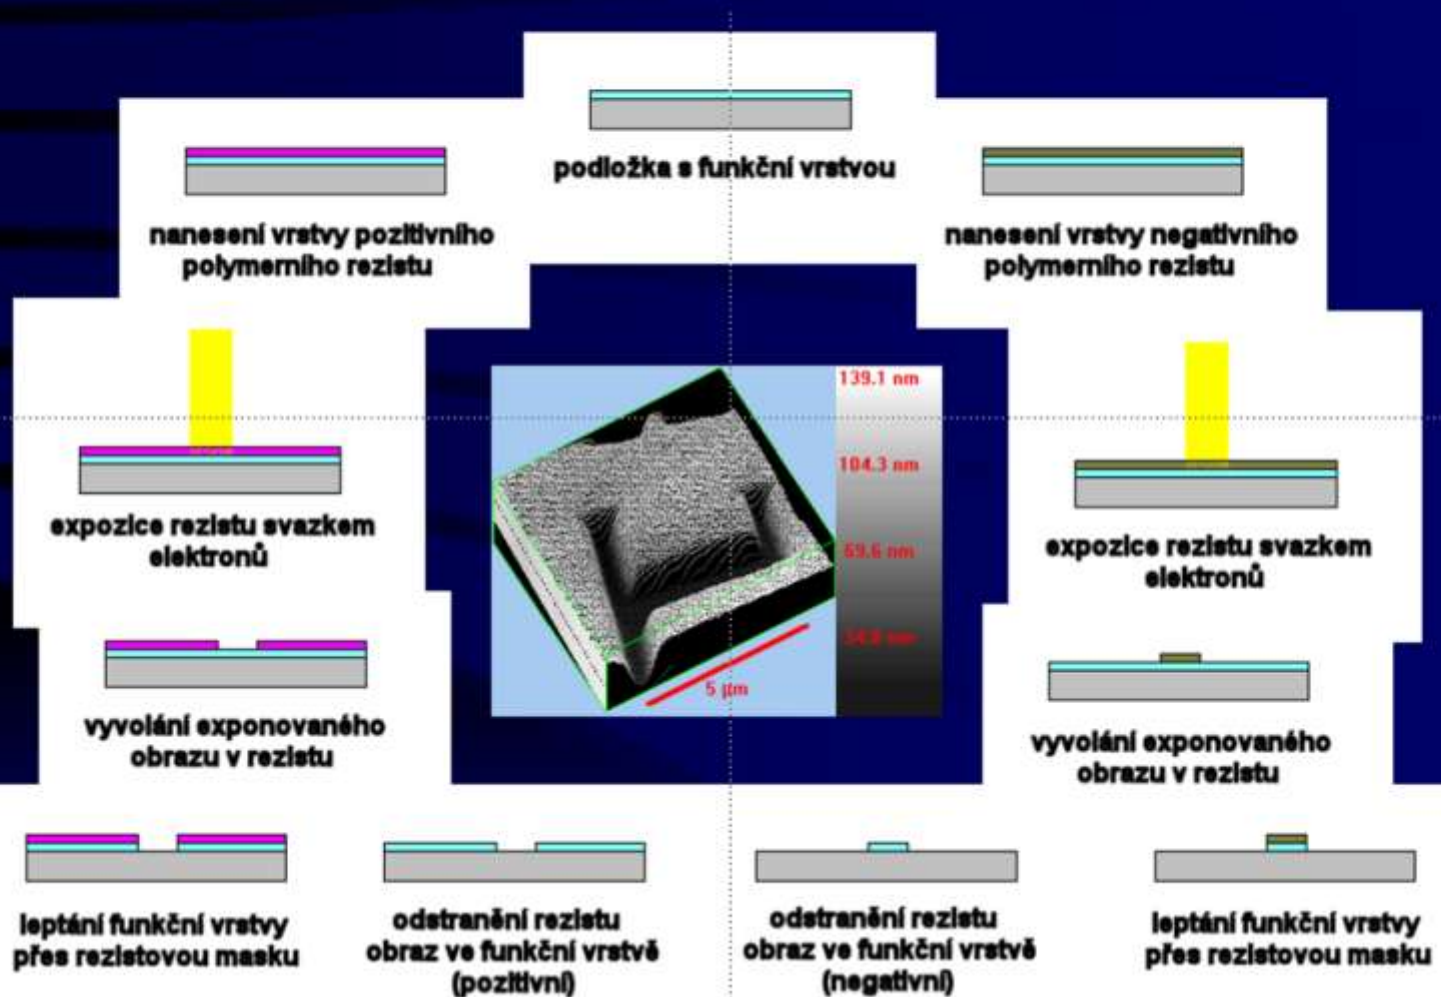 podložka s funkční vrstvou
nanesení vrstvy pozitivního
polymerního rezistu
nanesení vrstvy negativního
polymerního rezistu
expozice rezistu svazkem
elektronů
139.1 nm
104.3 nm
69.6 nm
5 µm
expozice rezistu svazkem
elektronů
vyvolání exponovaného
obrazu v rezistu
vyvolání exponovaného
obrazu v rezistu
leptání funkční vrstvy
přes rezistovou masku
odstranění rezistu
obraz ve funkční vrstvě
(pozitivní)
odstranění rezistu
obraz ve funkční vrstvě
(negativní)
leptání funkční vrstvy
přes rezistovou masku